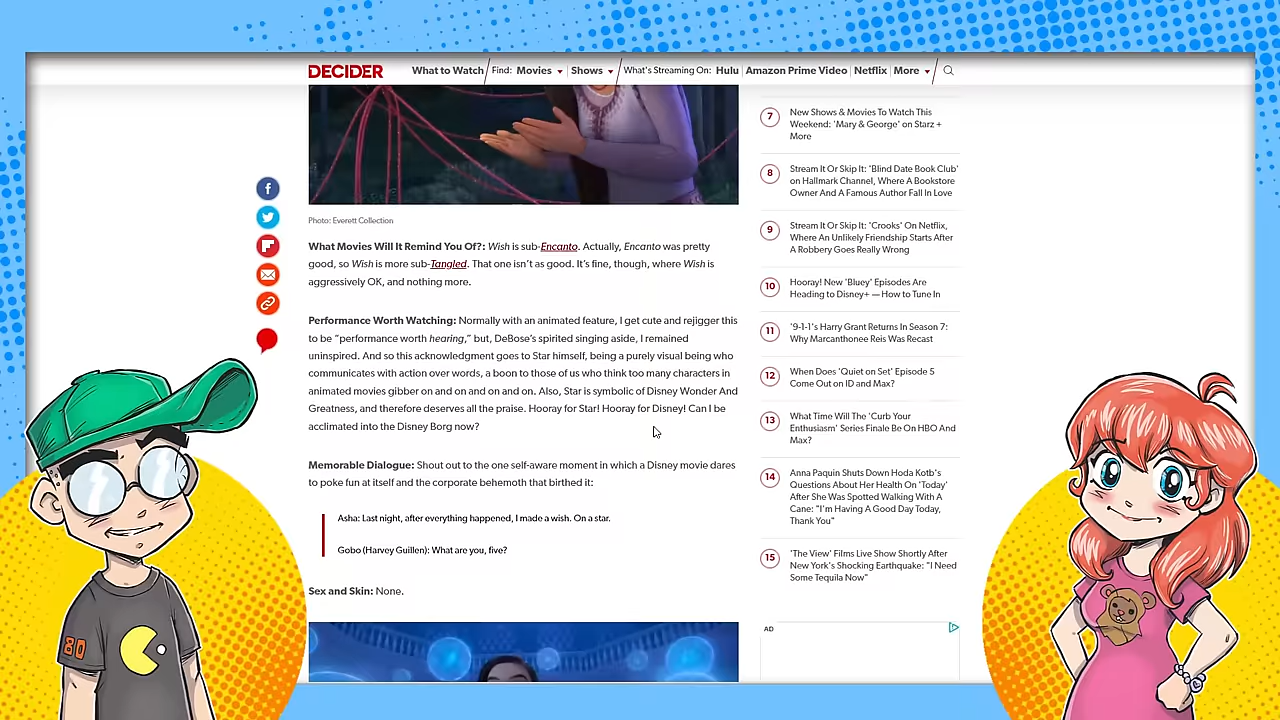 DECIDER
What to Watch Find: Movies Shows What's Streaming On: Hulu Amazon Prime Video Netflix More
Photo: Everett Collection
What Movies Will It Remind You Of?: Wish is sub-Encanto. Actually, Encanto was pretty
good, so Wish is more sub-Tangled. That one isn't as good. It's fine, though, where Wish is
aggressively OK, and nothing more.
Performance Worth Watching: Normally with an animated feature, I get cute and rejigger this
to be “performance worth hearing,” but, DeBose's spirited singing aside, I remained
uninspired. And so this acknowledgment goes to Star himself, being a purely visual being who
communicates with action over words, a boon to those of us who think too many characters in
animated movies gibber on and on and on and on. Also, Star is symbolic of Disney Wonder And
Greatness, and therefore deserves all the praise. Hooray for Star! Hooray for Disney! Can I be
acclimated into the Disney Borg now?
Memorable Dialogue: Shout out to the one self-aware moment in which a Disney movie dares
to poke fun at itself and the corporate behemoth that birthed it:
Asha: Last night, after everything happened, I made a wish. On a star.
Gobo (Harvey Guillen): What are you, five?
Sex and Skin: None.
7
New Shows & Movies To Watch This
Weekend: 'Mary & George' on Starz +
More
8
Stream It Or Skip It: 'Blind Date Book Club'
on Hallmark Channel, Where A Bookstore
Owner And A Famous Author Fall In Love
9
Stream It Or Skip It: 'Crooks' On Netflix,
Where An Unlikely Friendship Starts After
A Robbery Goes Really Wrong
10
Hooray! New 'Bluey' Episodes Are
Heading to Disney+ — How to Tune In
11
'9-1-1's Harry Grant Returns In Season 7:
Why Marcanthonee Reis Was Recast
12
When Does 'Quiet on Set' Episode 5
Come Out on ID and Max?
13
What Time Will The 'Curb Your
Enthusiasm' Series Finale Be On HBO And
Max?
14
Anna Paquin Shuts Down Hoda Kotb's
Questions About Her Health On 'Today'
After She Was Spotted Walking With A
Cane: "I'm Having A Good Day Today,
Thank You"
15
'The View' Films Live Show Shortly After
New York's Shocking Earthquake: "I Need
Some Tequila Now"
AD
80